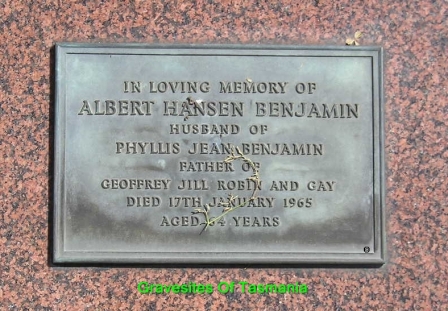 IN LOVING MEMORY OF
ALBERT HANSEN BENJAMIN
HUSBAND OF
PHYLLIS JEAN BENJAMIN
FATHER OF
GEOFFREY JILL ROBIN AND GAY
DIED 17TH JANUARY 1965
AGED YEARS
Gravesites Of Tasmania